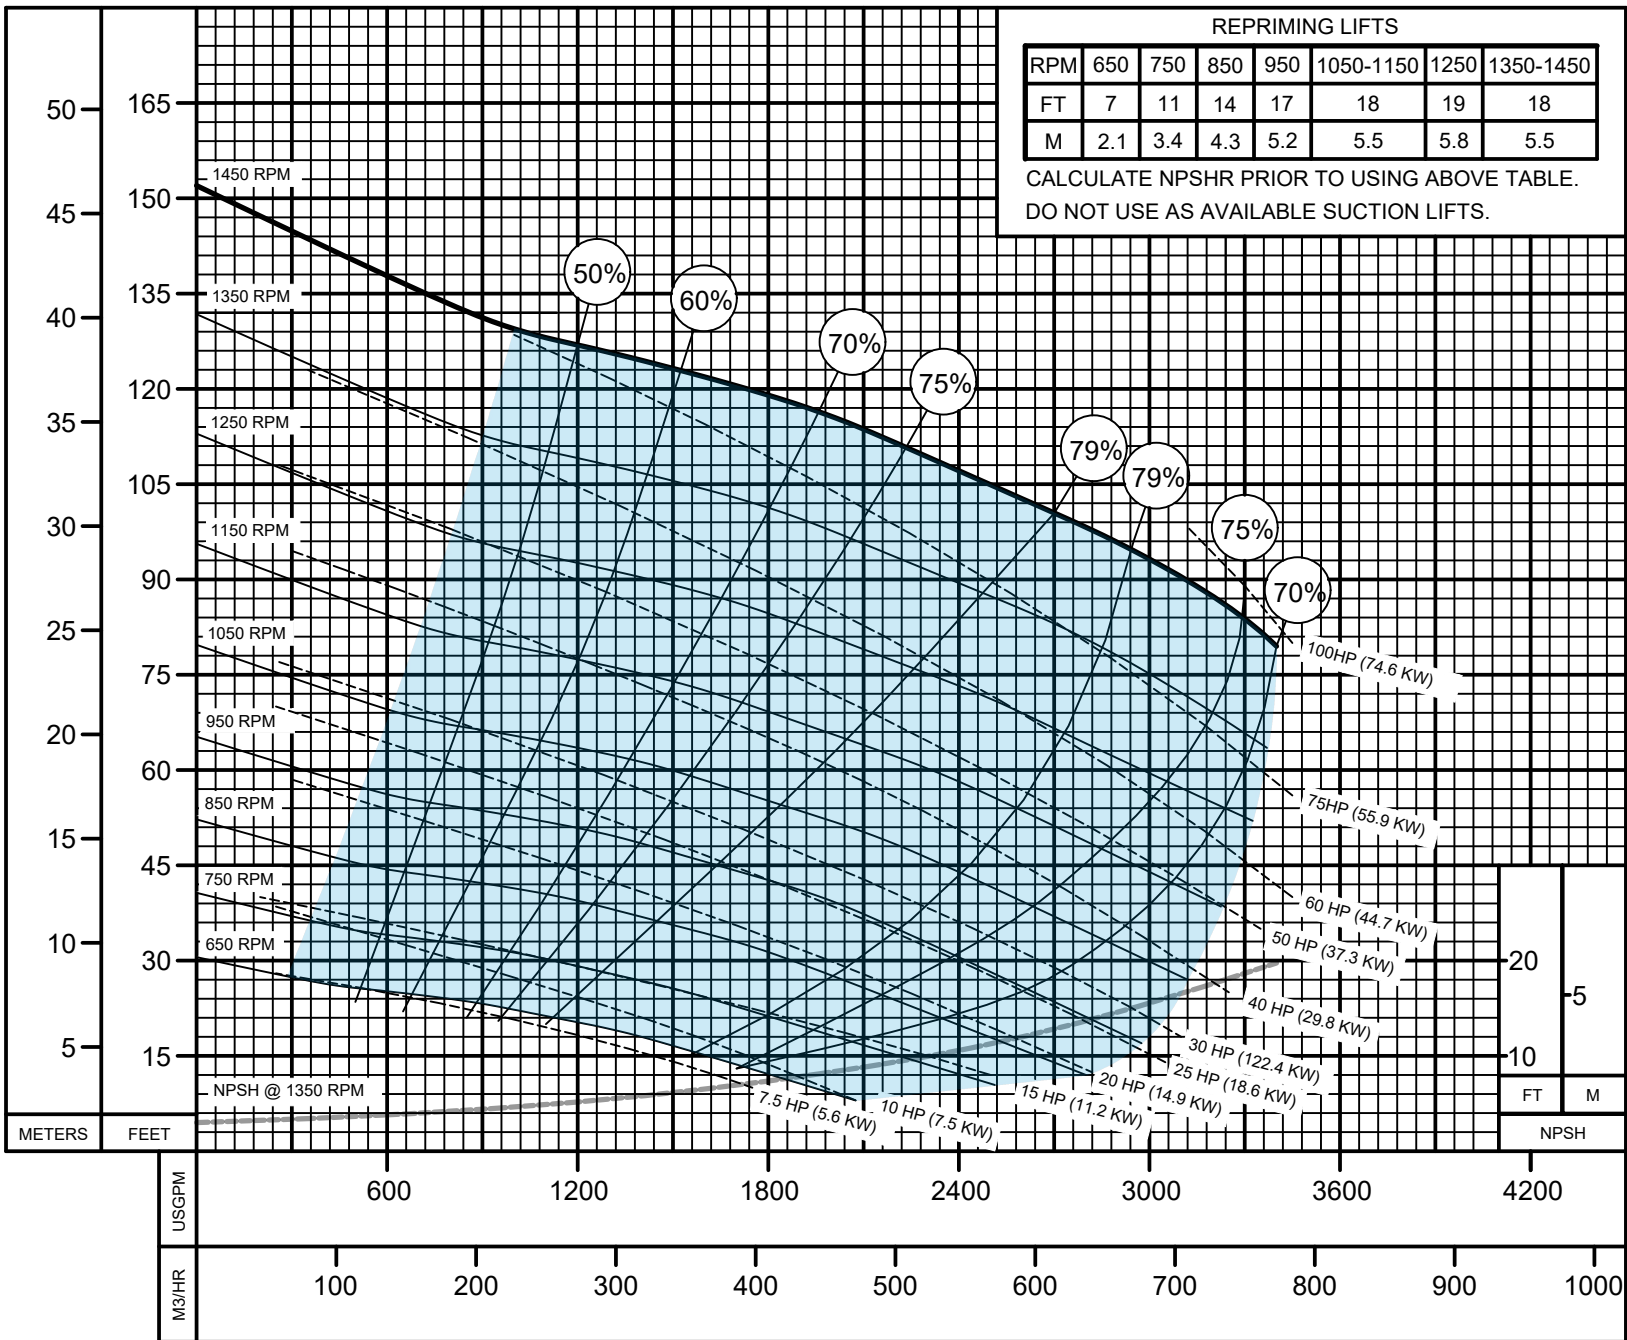 REPRIMING LIFTS
RPM 650 750 850 950 1050-1150 1250 1350-1450
FT 7 11 14 17 18 19 18
M 2.1 3.4 4.3 5.2 5.5 5.8 5.5
CALCULATE NPSHR PRIOR TO USING ABOVE TABLE.
DO NOT USE AS AVAILABLE SUCTION LIFTS.
50
45
40
35
30
25
20
15
10
5
METERS
165
150
135
120
105
90
75
60
45
30
15
FEET
1450 RPM
1350 RPM
1250 RPM
1150 RPM
1050 RPM
950 RPM
850 RPM
750 RPM
650 RPM
NPSH @ 1350 RPM
50%
60%
70%
75%
79%
79%
75%
70%
100HP (74.6 KW)
75HP (55.9 KW)
60 HP (44.7 KW)
50 HP (37.3 KW)
40 HP (29.8 KW)
30 HP (122.4 KW)
25 HP (18.6 KW)
20 HP (14.9 KW)
15 HP (11.2 KW)
10 HP (7.5 KW)
7.5 HP (5.6 KW)
20
5
10
FT M
NPSH
USGPM
600 1200 1800 2400 3000 3600 4200
M3/HR
100 200 300 400 500 600 700 800 900 1000